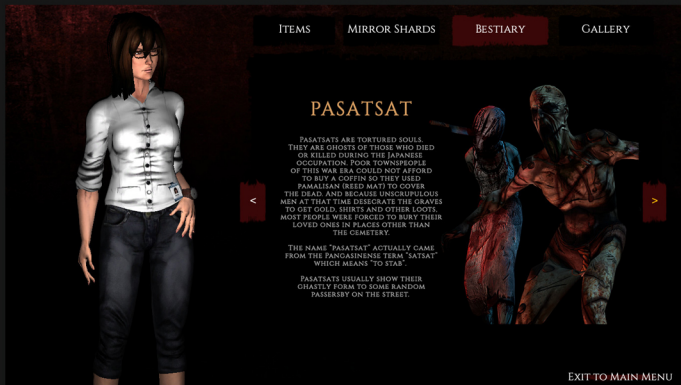 Items
Mirror Shards
Bestiary
Gallery
PASATSAT
Pasatsats are tortured souls.
They are ghosts of those who died
or killed during the Japanese
occupation. Poor townspeople
of this war era could not afford
to buy a coffin so they used
pamalisan (reed mat) to cover
the dead. And because unscrupulous
men at that time desecrate the graves
to get gold, shirts and other loots,
most people were forced to bury their
loved ones in places other than
the cemetery.
The name "pasatsat" actually came
from the Pangasinense term "satsat"
which means "to stab".
Pasatsats usually show their
ghastly form to some random
passersby on the street.
<
>
Exit to Main Menu